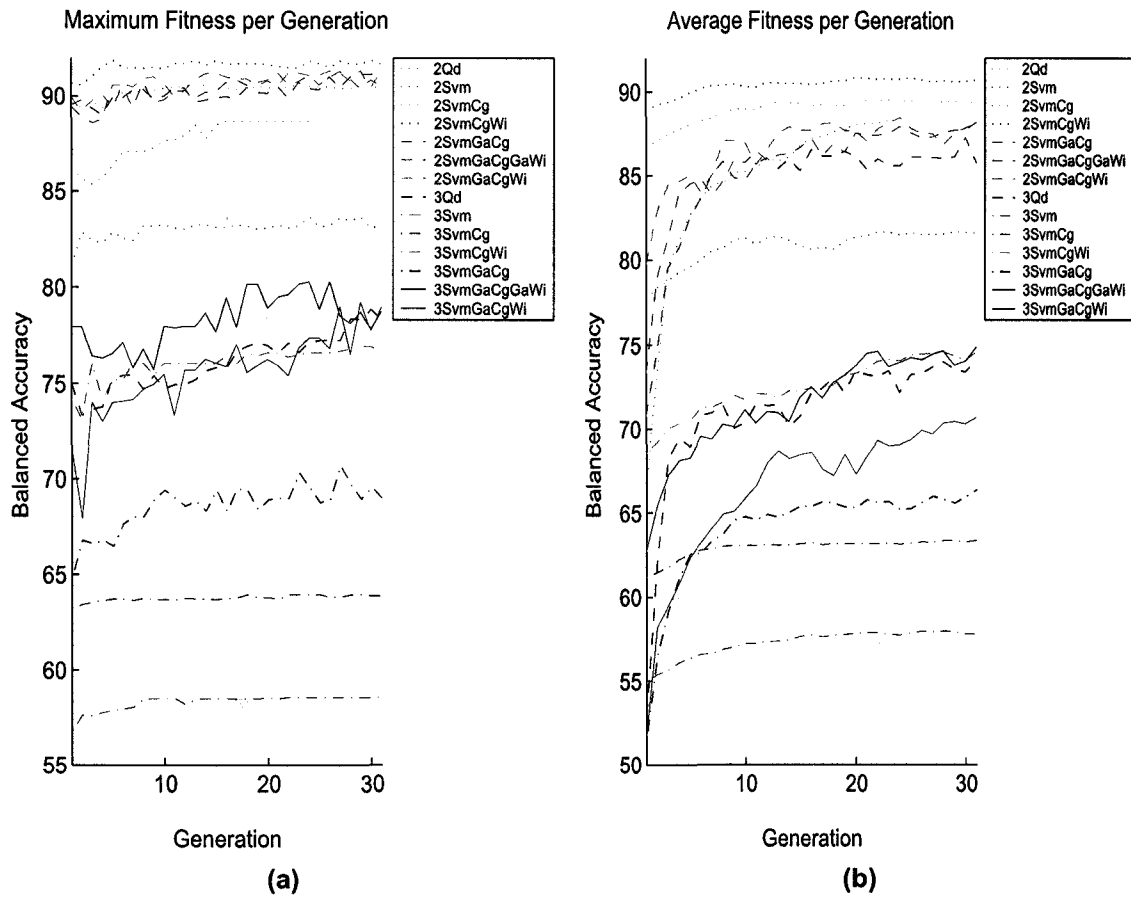 Maximum Fitness per Generation
90
85
80
75
70
65
60
55
10
20
30
Balanced Accuracy
Generation
2Qd
2Svm
2SvmCg
2SvmCgWi
2SvmGaCg
2SvmGaCgGaWi
2SvmGaCgWi
3Qd
3Svm
3SvmCg
3SvmCgWi
3SvmGaCg
3SvmGaCgGaWi
3SvmGaCgWi
(a)
Average Fitness per Generation
90
85
80
75
70
65
60
55
50
10
20
30
Balanced Accuracy
Generation
2Qd
2Svm
2SvmCg
2SvmCgWi
2SvmGaCg
2SvmGaCgGaWi
2SvmGaCgWi
3Qd
3Svm
3SvmCg
3SvmCgWi
3SvmGaCg
3SvmGaCgGaWi
3SvmGaCgWi
(b)